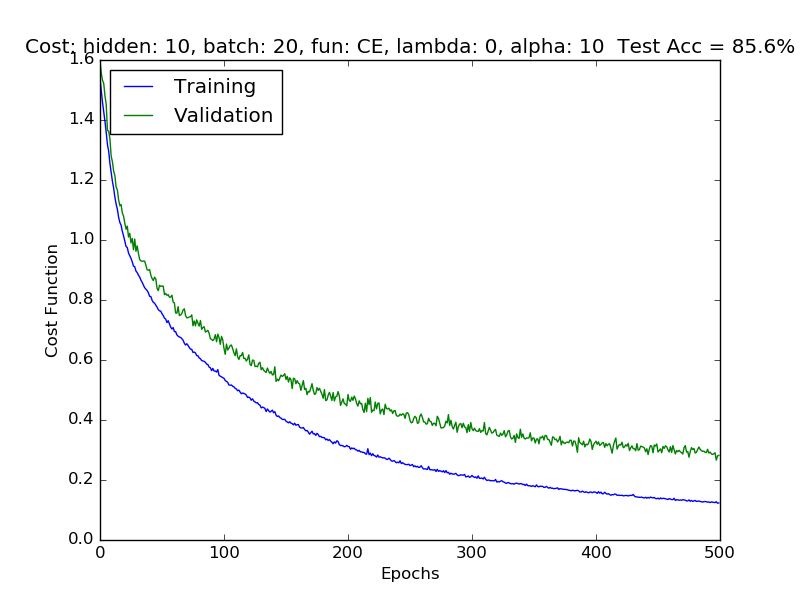 Cost: hidden: 10, batch: 20, fun: CE, lambda: 0, alpha: 10  Test Acc = 85.6%
1.6
Training
Validation
1.4
1.2
1.0
0.8
0.6
0.4
0.2
0.0
Cost Function
0 100 200 300 400 500
Epochs